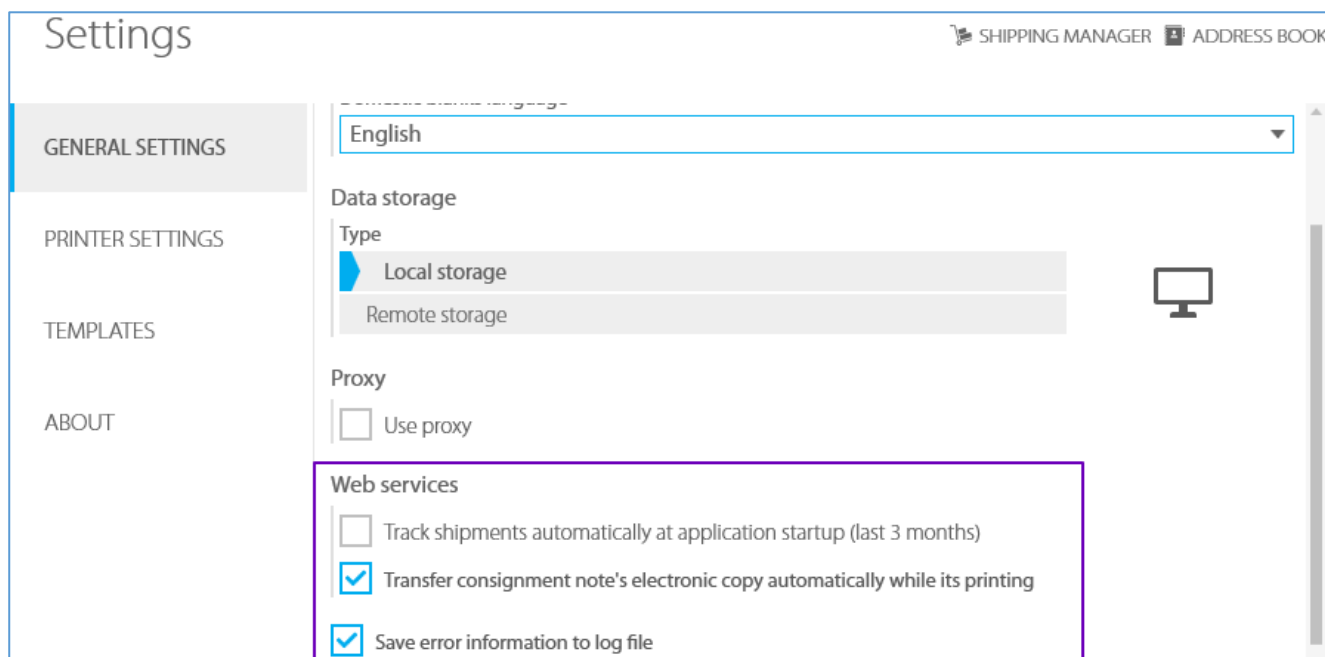 Settings
SHIPPING MANAGER ADDRESS BOOK
GENERAL SETTINGS
PRINTER SETTINGS
TEMPLATES
ABOUT
English
Data storage
Type
Local storage
Remote storage
Proxy
Use proxy
Web services
Track shipments automatically at application startup (last 3 months)
Transfer consignment note's electronic copy automatically while its printing
Save error information to log file